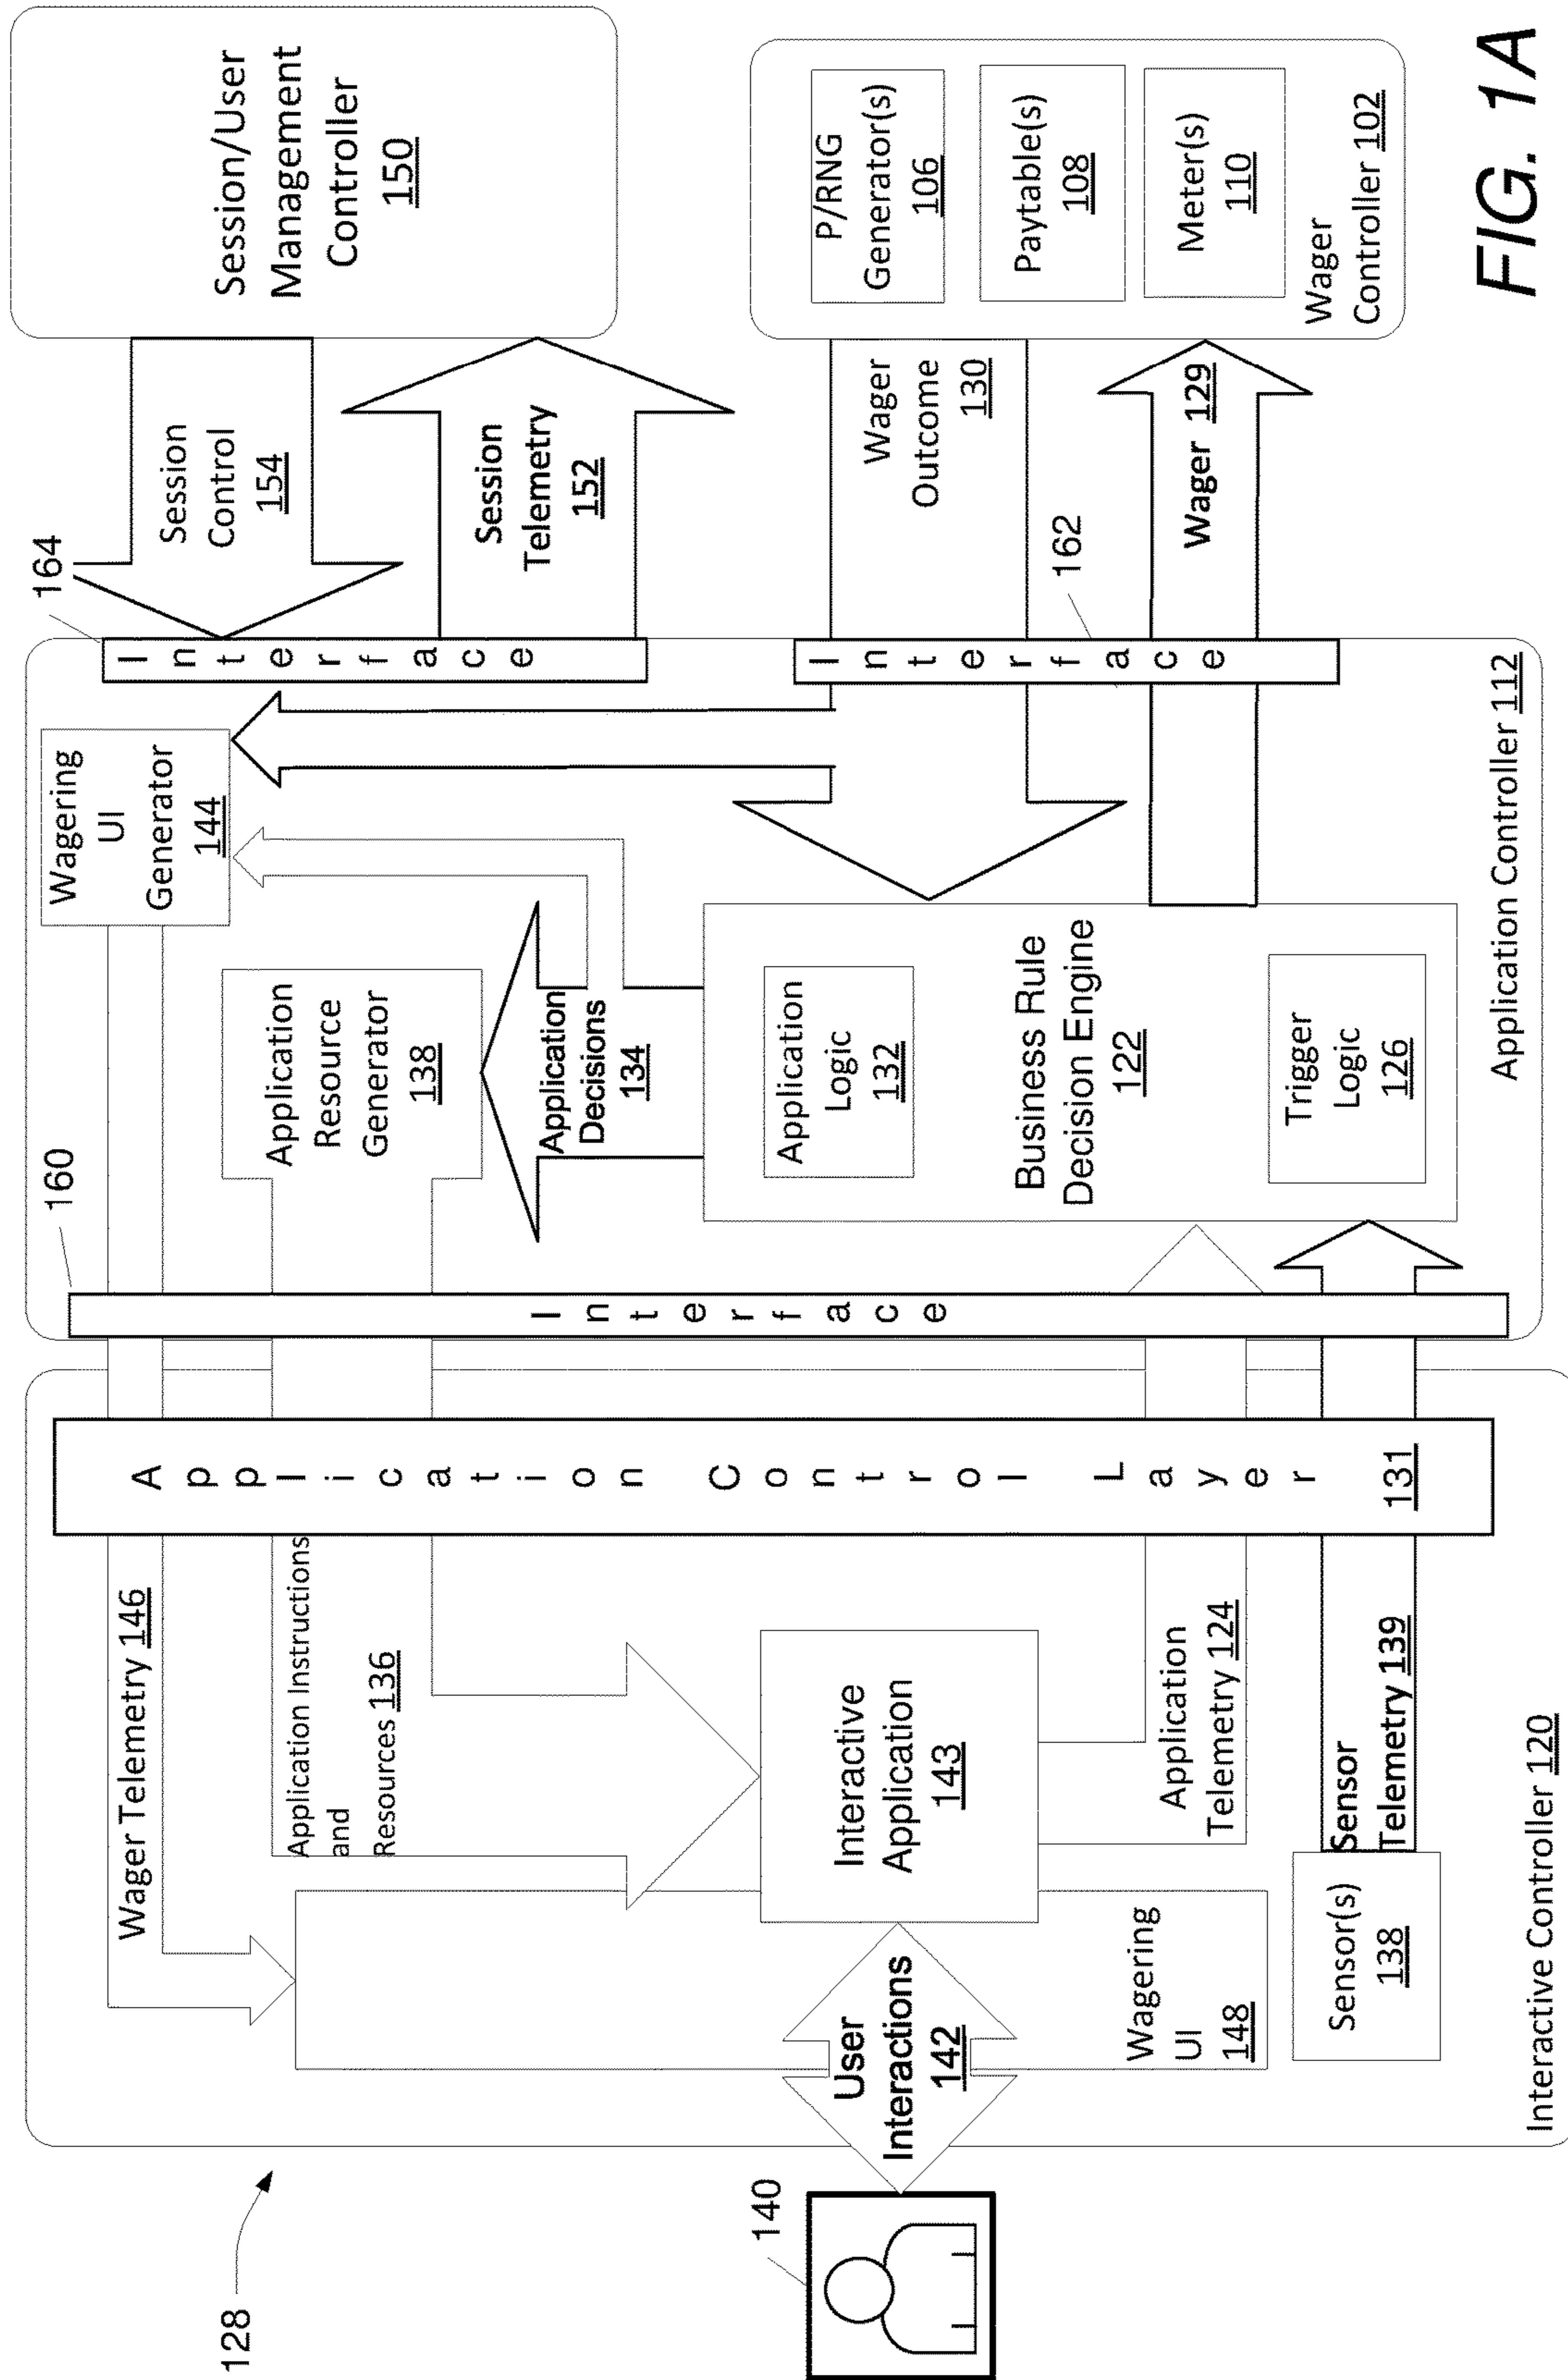 128
140
User
Interactions
142
Wager Telemetry 146
Application Instructions
and
Resources 136
Interactive
Application
143
Application
Telemetry 124
Wagering
UI
148
Sensor(s)
138
Sensor
Telemetry 139
Interactive Controller 120
Application Control Layer
131
160
Interface
Application
Resource
Generator
138
Wagering
UI
Generator
144
Application
Decisions
134
Application
Logic
132
Business Rule
Decision Engine
122
Trigger
Logic
126
Application Controller 112
164
Interface
Interface
162
Session
Control
154
Session
Telemetry
152
Wager
Outcome
130
Wager 129
Session/User
Management
Controller
150
P/RNG
Generator(s)
106
Paytable(s)
108
Meter(s)
110
Wager
Controller 102
FIG. 1A